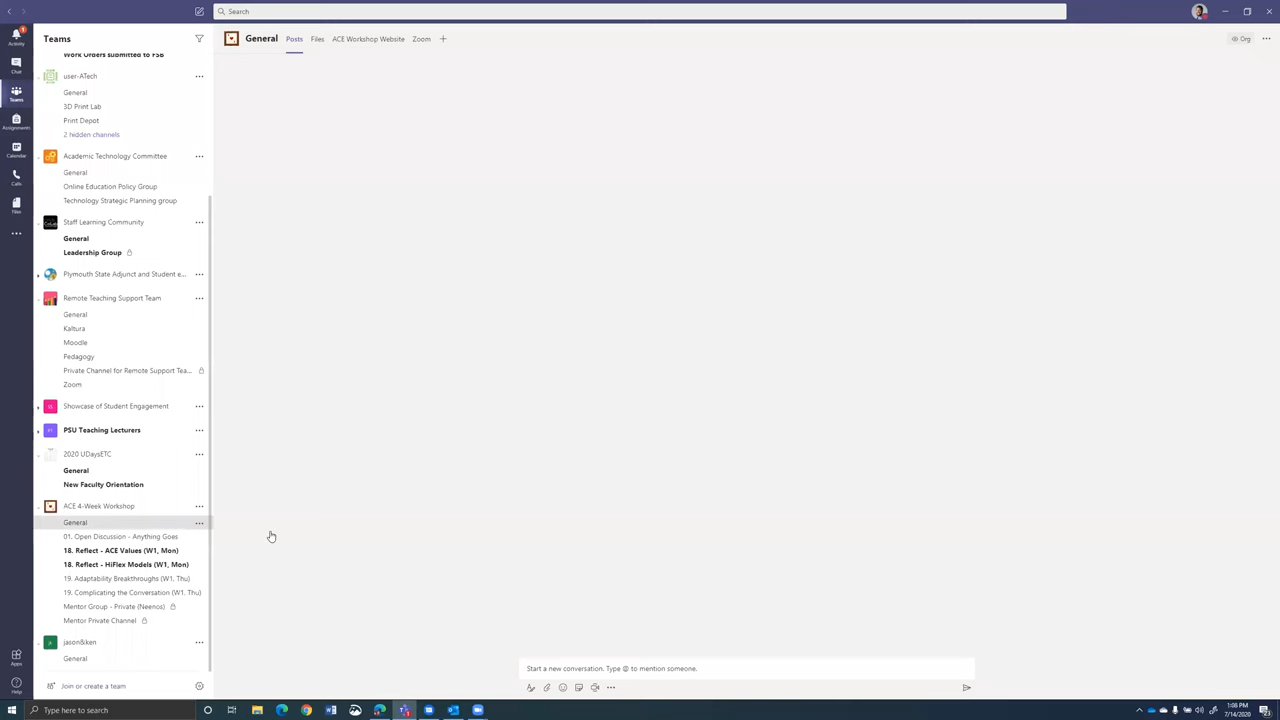 Search
Activity
Chat
Teams
Assignments
Calendar
Calls
Files
Apps
Help
Teams
Work Orders submitted to FSB
user-ATech
General
3D Print Lab
Print Depot
2 hidden channels
Academic Technology Committee
General
Online Education Policy Group
Technology Strategic Planning group
Staff Learning Community
General
Leadership Group
Plymouth State Adjunct and Student e...
Remote Teaching Support Team
General
Kaltura
Moodle
Pedagogy
Private Channel for Remote Support Tea...
Zoom
Showcase of Student Engagement
PSU Teaching Lecturers
2020 UDaysETC
General
New Faculty Orientation
ACE 4-Week Workshop
General
01. Open Discussion - Anything Goes
18. Reflect - ACE Values (W1, Mon)
18. Reflect - HiFlex Models (W1, Mon)
19. Adaptability Breakthroughs (W1, Thu)
19. Complicating the Conversation (W1, Thu)
Mentor Group - Private (Neenos)
Mentor Private Channel
jason&ken
General
Join or create a team
General Posts Files ACE Workshop Website Zoom
Org
Start a new conversation. Type @ to mention someone.
Type here to search
1:08 PM
7/14/2020